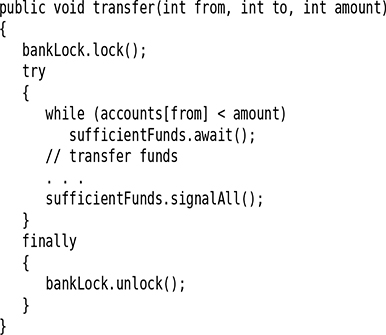 public void transfer(int from, int to, int amount)
{
   bankLock.lock();
   try
   {
      while (accounts[from] < amount)
         sufficientFunds.await();
      // transfer funds
      . . .
      sufficientFunds.signalAll();
   }
   finally
   {
      bankLock.unlock();
   }
}